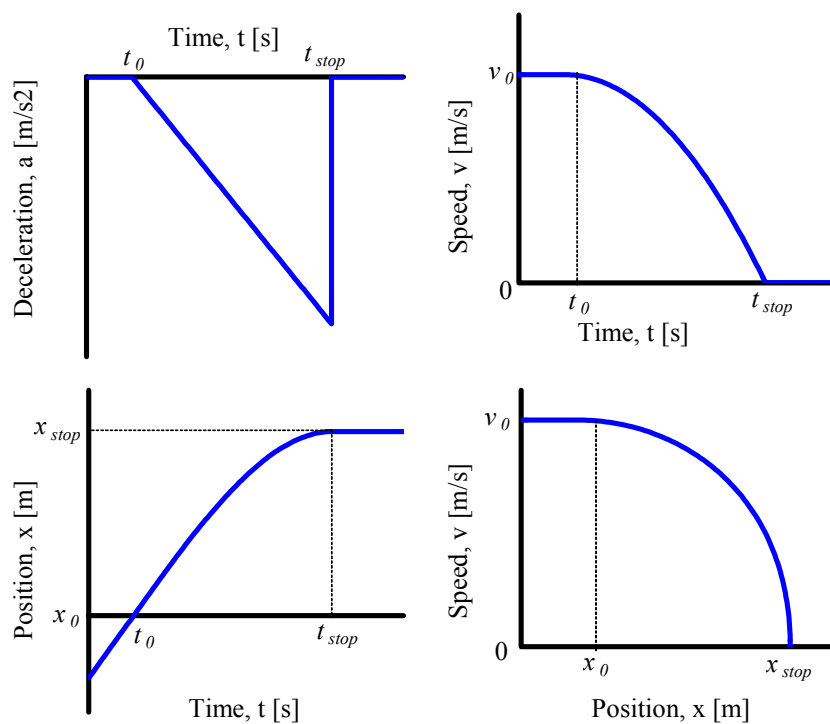 Time, t [s]
t0
tstop
Deceleration, a [m/s2]
v0
Speed, v [m/s]
0
t0
tstop
Time, t [s]
xstop
Position, x [m]
x0
t0
tstop
Time, t [s]
v0
Speed, v [m/s]
0
x0
xstop
Position, x [m]